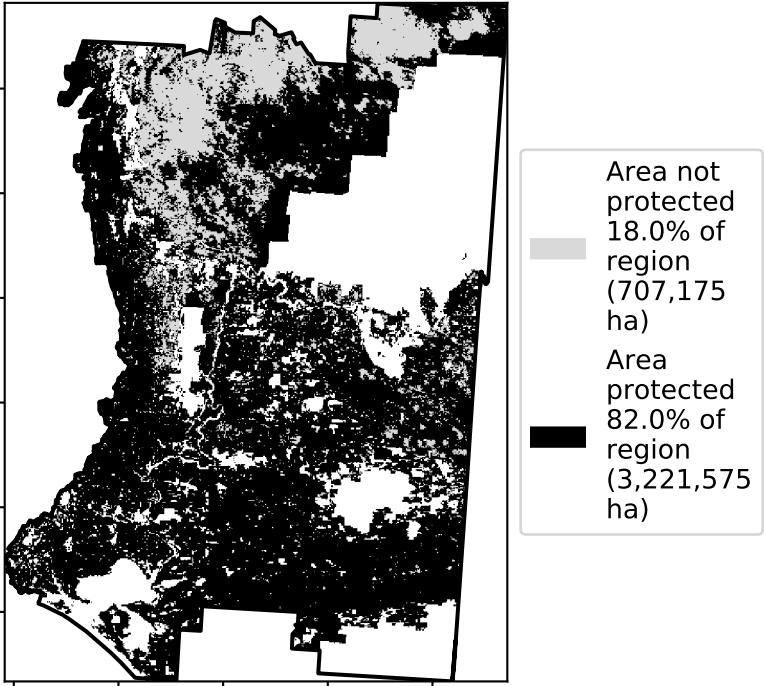 Area not
protected
18.0% of
region
(707,175
ha)
Area
protected
82.0% of
region
(3,221,575
ha)